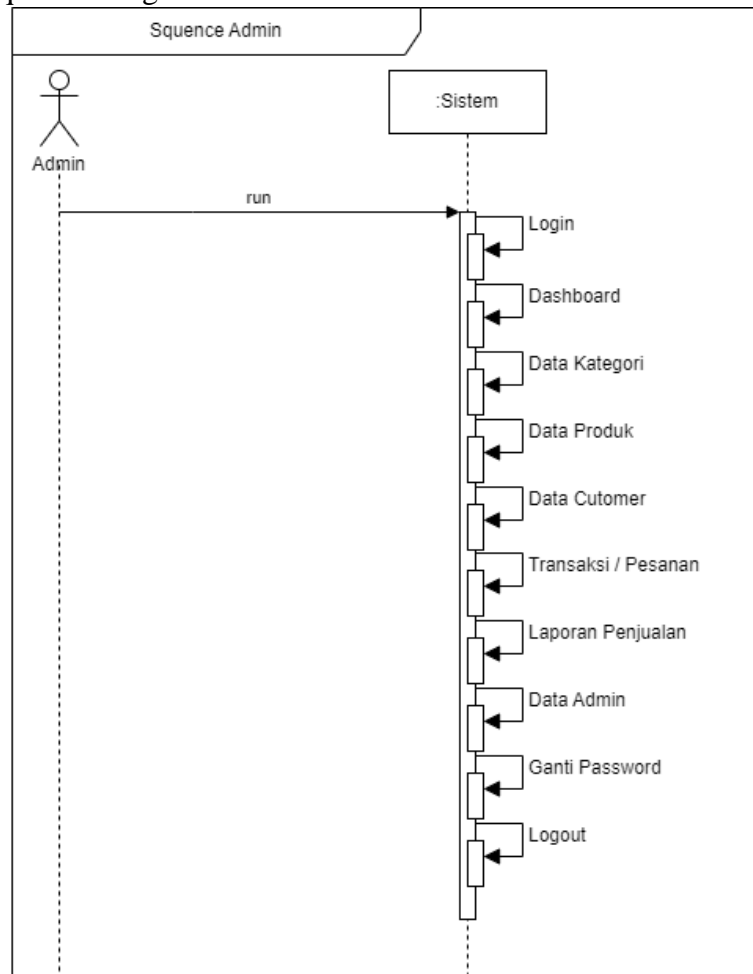 Squence Admin
:Sistem
Admin
run
Login
Dashboard
Data Kategori
Data Produk
Data Cutomer
Transaksi / Pesanan
Laporan Penjualan
Data Admin
Ganti Password
Logout